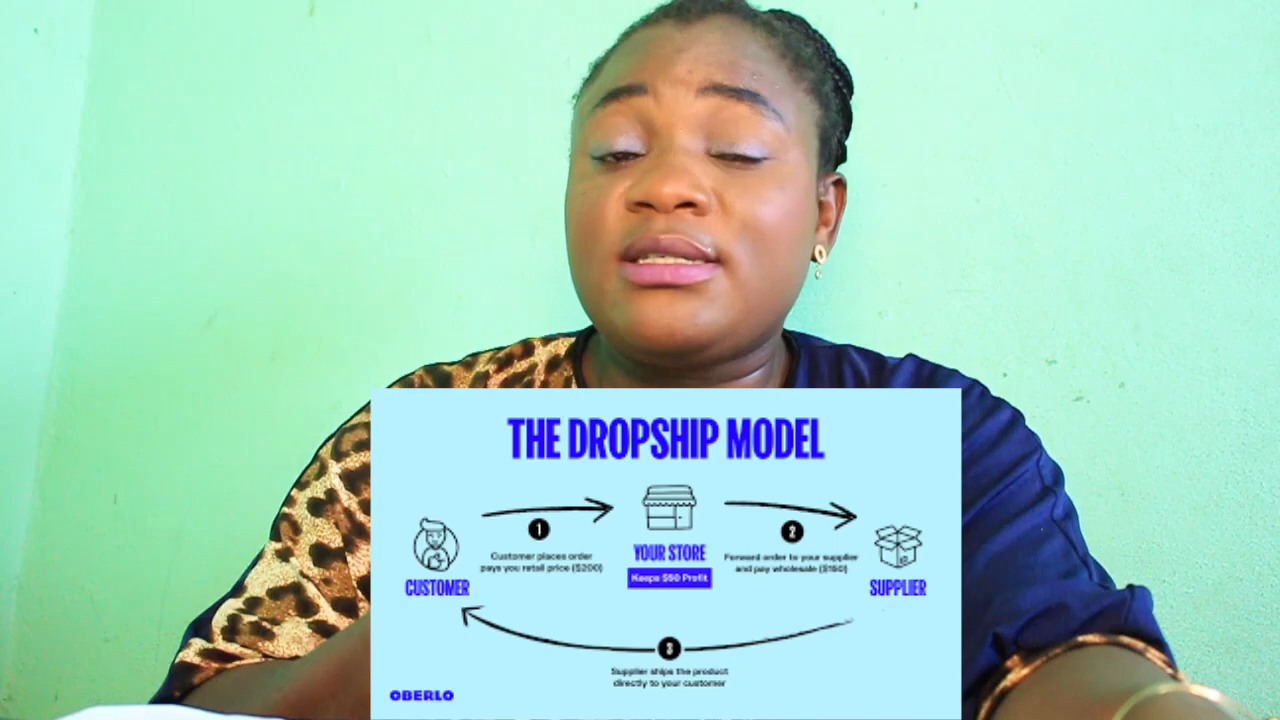 THE DROPSHIP MODEL
1
2
Customer places order
pays you retail price ($200)
YOUR STORE
Keeps $50 Profit
Forward order to your supplier
and pay wholesale ($150)
CUSTOMER
SUPPLIER
3
Supplier ships the product
directly to your customer
OBERLO